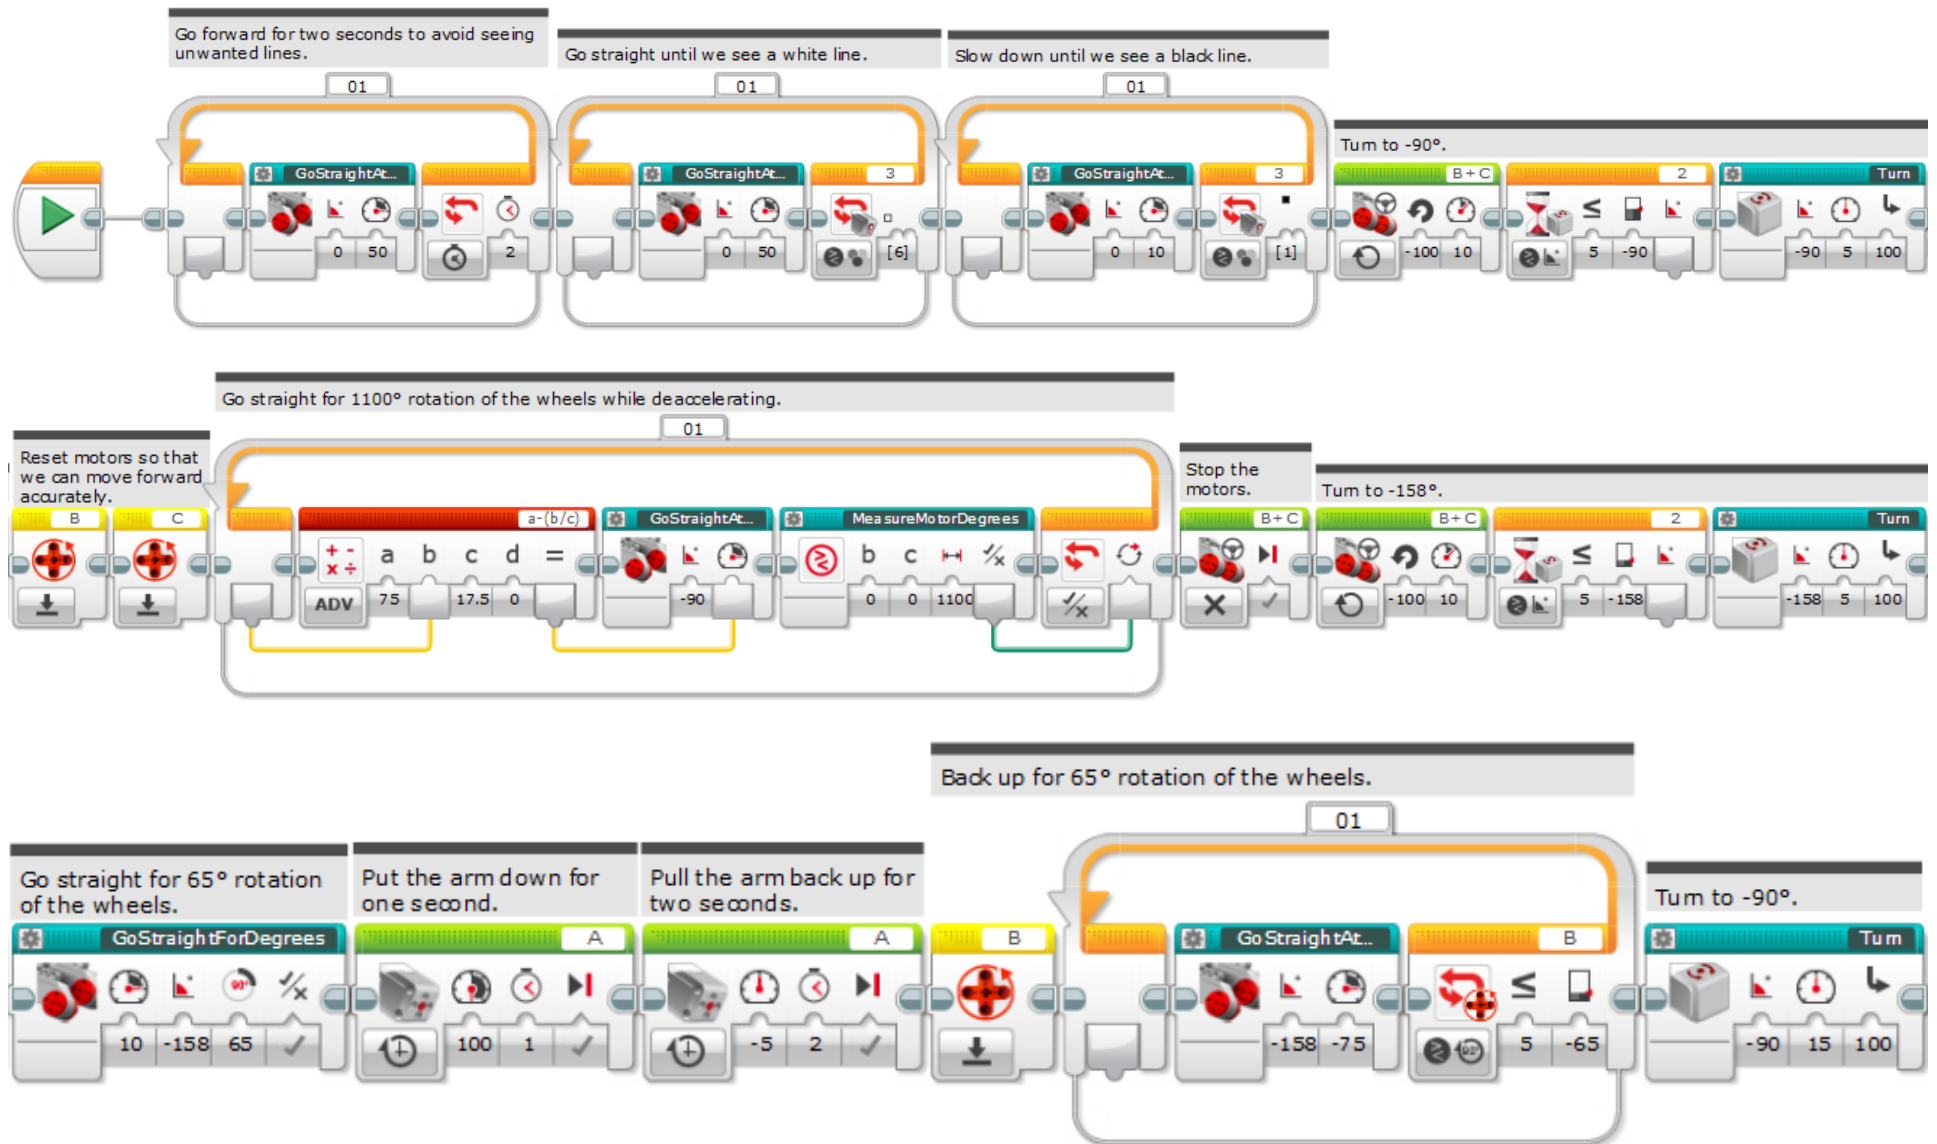 Go forward for two seconds to avoid seeing
unwanted lines.
Go straight until we see a white line.
Slow down until we see a black line.
01
01
01
Turn to -90°.
GoStraightAt...
GoStraightAt...
3
GoStraightAt...
3
B+C
2
Turn
0 50
2
0 50
[6]
0 10
[1]
-100 10
5 -90
-90 5 100
Go straight for 1100° rotation of the wheels while deaccelerating.
01
Reset motors so that
we can move forward
accurately.
Stop the
motors.
Turn to -158°.
B
C
a-(b/c)
GoStraightAt...
MeasureMotorDegrees
B+C
B+C
2
Turn
a b c d =
b c
ADV
75
17.5
0
-90
0 0 1100
-100 10
5 -158
-158 5 100
Back up for 65° rotation of the wheels.
01
Go straight for 65° rotation
of the wheels.
Put the arm down for
one second.
Pull the arm back up for
two seconds.
Turn to -90°.
GoStraightForDegrees
A
A
B
GoStraightAt...
B
Turn
90°
10 -158 65
100 1
-5 2
-158 -75
5 -65
-90 15 100